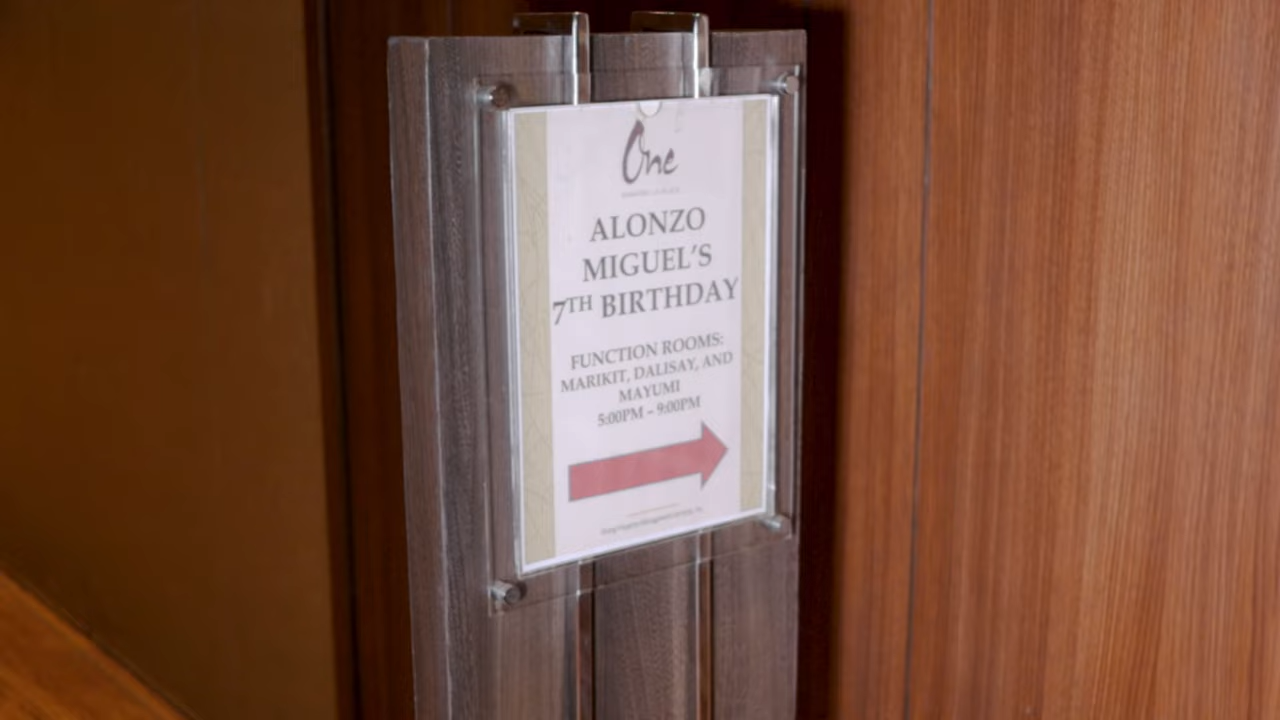 One
ALONZO
MIGUEL'S
7TH BIRTHDAY
FUNCTION ROOMS:
MARIKIT, DALISAY, AND
MAYUMI
5:00PM – 9:00PM